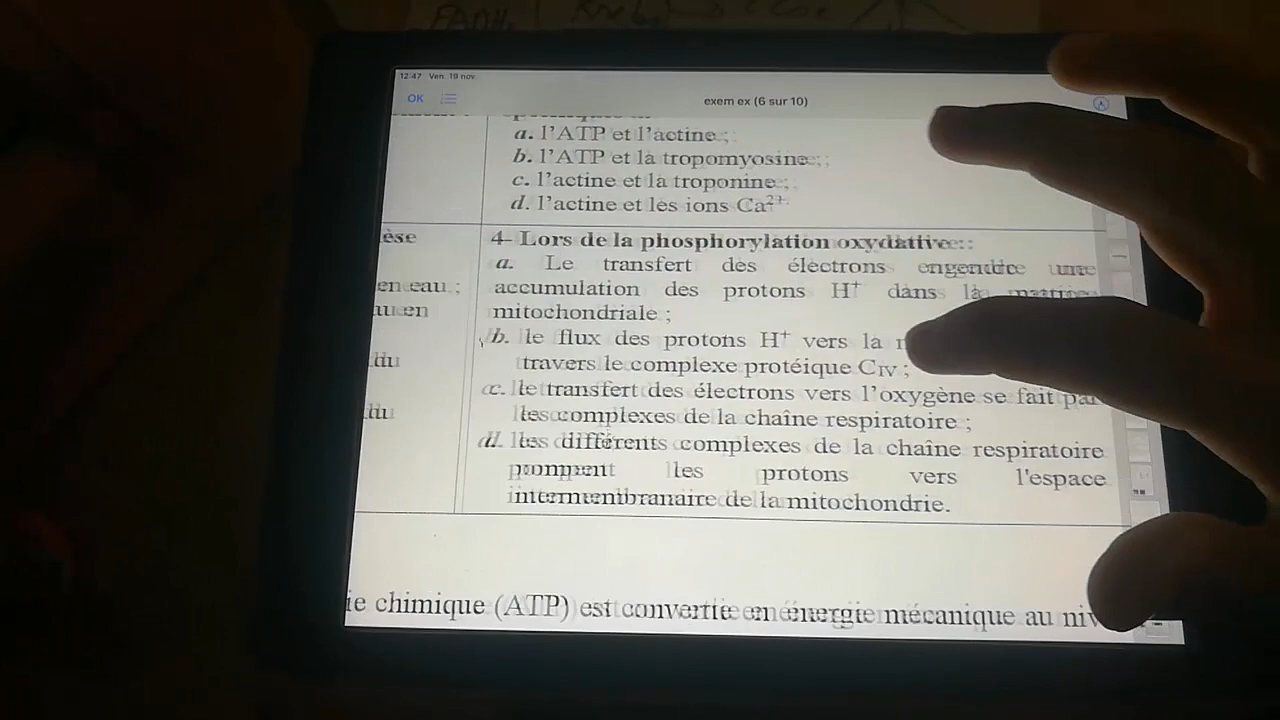 FADH₂
12:47 Ven. 19 nov.
OK
exem ex (6 sur 10)
a. l'ATP et l'actine ;
b. l'ATP et la tropomyosine ;
c. l'actine et la troponine ;
d. l'actine et les ions Ca²⁺
èse
4- Lors de la phosphorylation oxydative :
a. Le transfert des électrons engendre une
en eau ;
accumulation des protons H⁺ dans la matrice
u en
mitochondriale ;
b. le flux des protons H⁺ vers la
du
travers le complexe protéique CIV ;
c. le transfert des électrons vers l'oxygène se fait par
du
les complexes de la chaîne respiratoire ;
d. les différents complexes de la chaîne respiratoire
pompent les protons vers l'espace
intermembranaire de la mitochondrie.
ie chimique (ATP) est convertie en énergie mécanique au niv